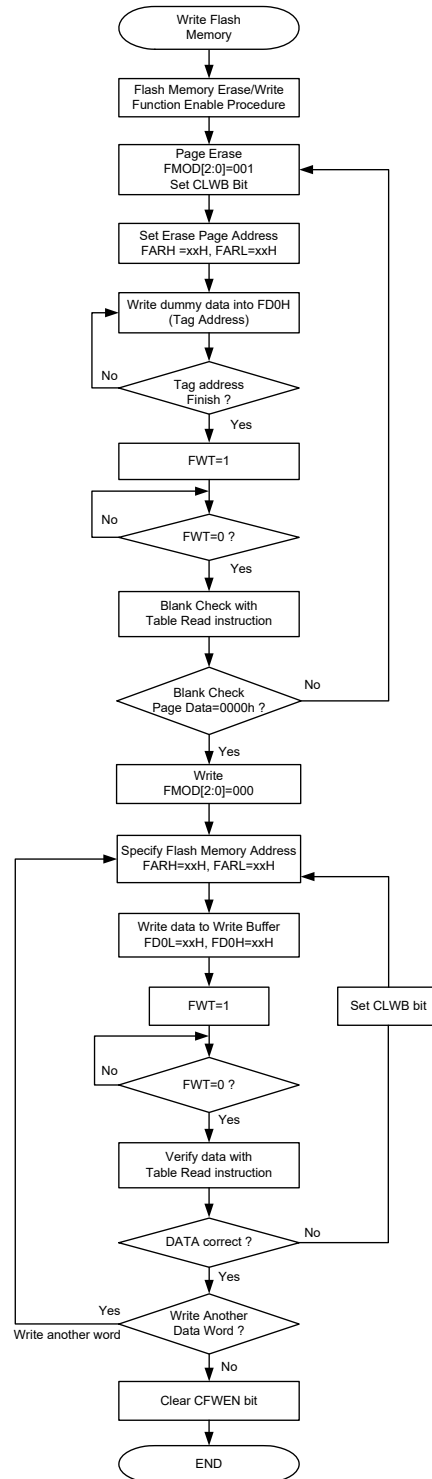 Write Flash
Memory
Flash Memory Erase/Write
Function Enable Procedure
Page Erase
FMOD[2:0]=001
Set CLWB Bit
Set Erase Page Address
FARH =xxH, FARL=xxH
Write dummy data into FD0H
(Tag Address)
No
Tag address
Finish ?
Yes
FWT=1
No
FWT=0 ?
Yes
Blank Check with
Table Read instruction
No
Blank Check
Page Data=0000h ?
Yes
Write
FMOD[2:0]=000
Specify Flash Memory Address
FARH=xxH, FARL=xxH
Write data to Write Buffer
FD0L=xxH, FD0H=xxH
FWT=1
Set CLWB bit
No
FWT=0 ?
Yes
Verify data with
Table Read instruction
No
DATA correct ?
Yes
Yes
Write another word
Write Another
Data Word ?
No
Clear CFWEN bit
END